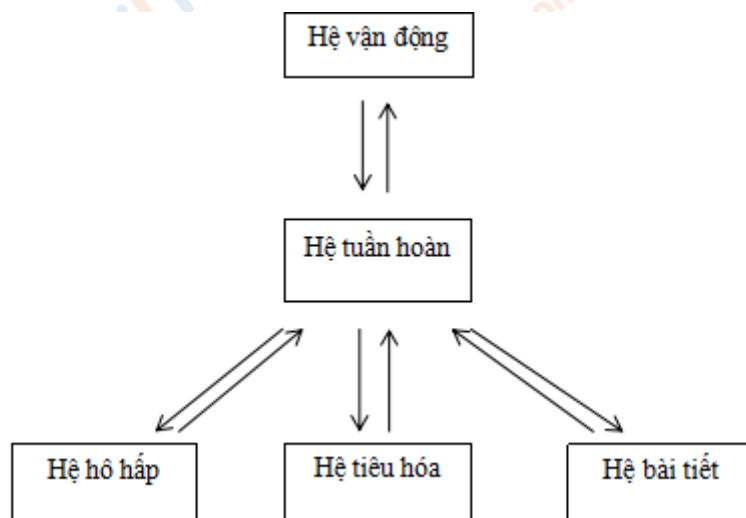 Hệ vận động
Hệ tuần hoàn
Hệ hô hấp
Hệ tiêu hóa
Hệ bài tiết